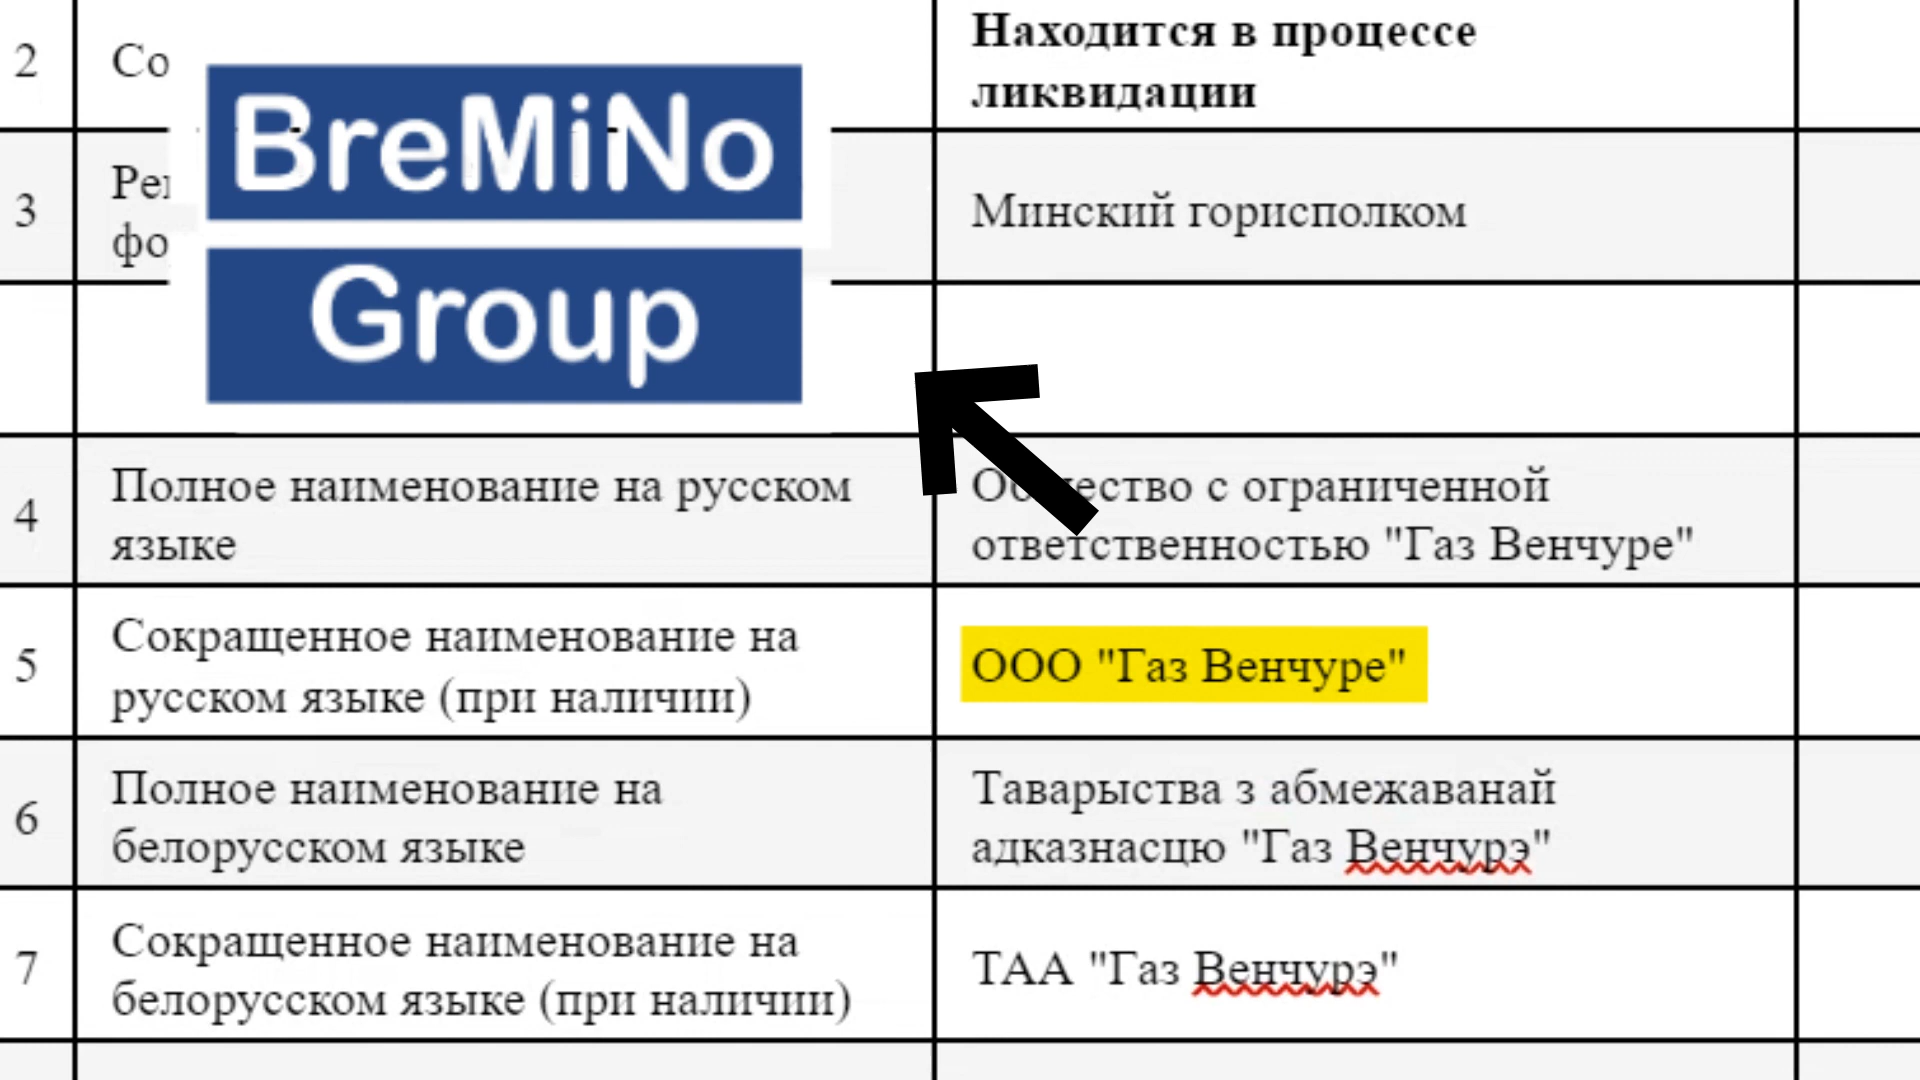 2
Со
Находится в процессе
ликвидации
BreMiNo
Group
3
фо
Минский горисполком
4
Полное наименование на русском
языке
с ограниченной
ответственностью "Газ Венчуре"
5
Сокращенное наименование на
русском языке (при наличии)
ООО "Газ Венчуре"
6
Полное наименование на
белорусском языке
Таварыства з абмежаванай
адказнасцю "Газ Венчурэ"
7
Сокращенное наименование на
белорусском языке (при наличии)
ТАА "Газ Венчурэ"